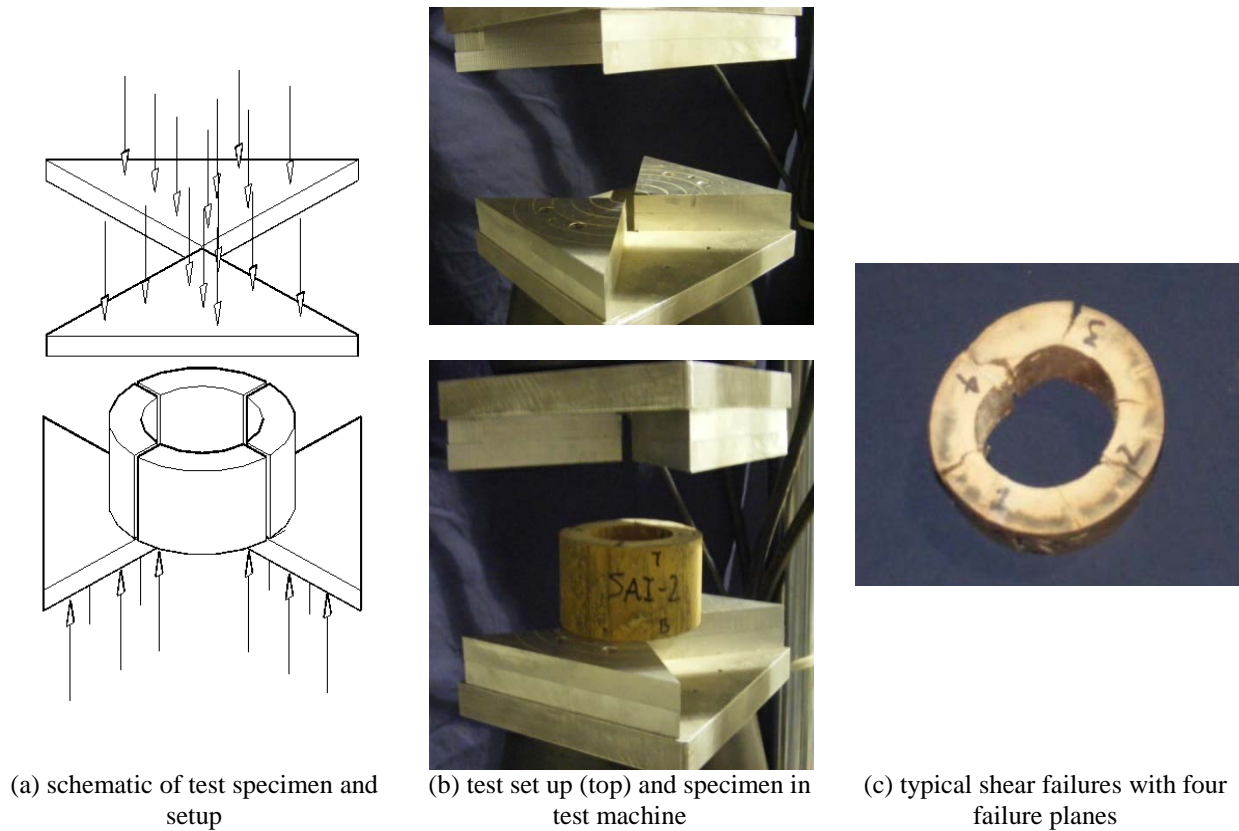 T
SAI-2
B
3
4
2
1
(a) schematic of test specimen and
setup
(b) test set up (top) and specimen in
test machine
(c) typical shear failures with four
failure planes